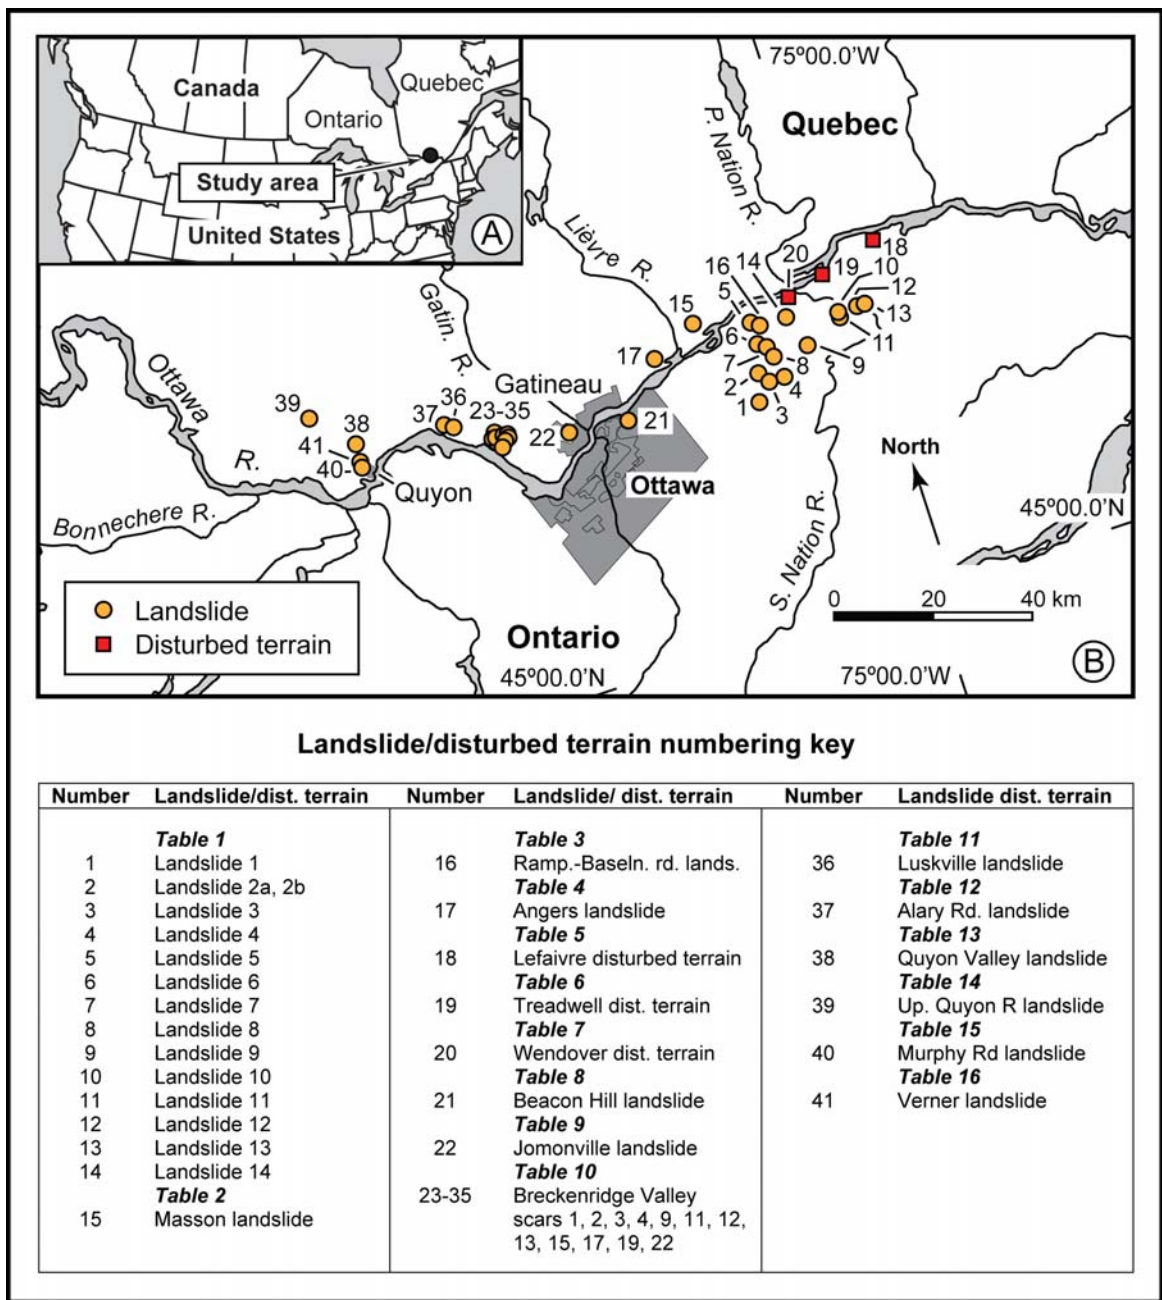 Canada
Quebec
Ontario
Study area
United States
A
75º00.0'W
Quebec
P. Nation R.
Lièvre R.
Gatin. R.
Ottawa
R.
Bonnechere R.
S. Nation R.
18
20
19
10
14
16
12
5
13
15
6
11
17
7
8
9
2
4
1
3
Gatineau
36
23-35
39
37
38
22
21
41
40
Quyon
Ottawa
North
45º00.0'N
0 20 40 km
Landslide
Disturbed terrain
Ontario
45º00.0'N
75º00.0'W
B
Landslide/disturbed terrain numbering key
Number Landslide/dist. terrain
Table 1
1 Landslide 1
2 Landslide 2a, 2b
3 Landslide 3
4 Landslide 4
5 Landslide 5
6 Landslide 6
7 Landslide 7
8 Landslide 8
9 Landslide 9
10 Landslide 10
11 Landslide 11
12 Landslide 12
13 Landslide 13
14 Landslide 14
Table 2
15 Masson landslide
Number Landslide/ dist. terrain
Table 3
16 Ramp.-Baseln. rd. lands.
Table 4
17 Angers landslide
Table 5
18 Lefaivre disturbed terrain
Table 6
19 Treadwell dist. terrain
Table 7
20 Wendover dist. terrain
Table 8
21 Beacon Hill landslide
Table 9
22 Jomonville landslide
Table 10
23-35 Breckenridge Valley
scars 1, 2, 3, 4, 9, 11, 12,
13, 15, 17, 19, 22
Number Landslide dist. terrain
Table 11
36 Luskville landslide
Table 12
37 Alary Rd. landslide
Table 13
38 Quyon Valley landslide
Table 14
39 Up. Quyon R landslide
Table 15
40 Murphy Rd landslide
Table 16
41 Verner landslide